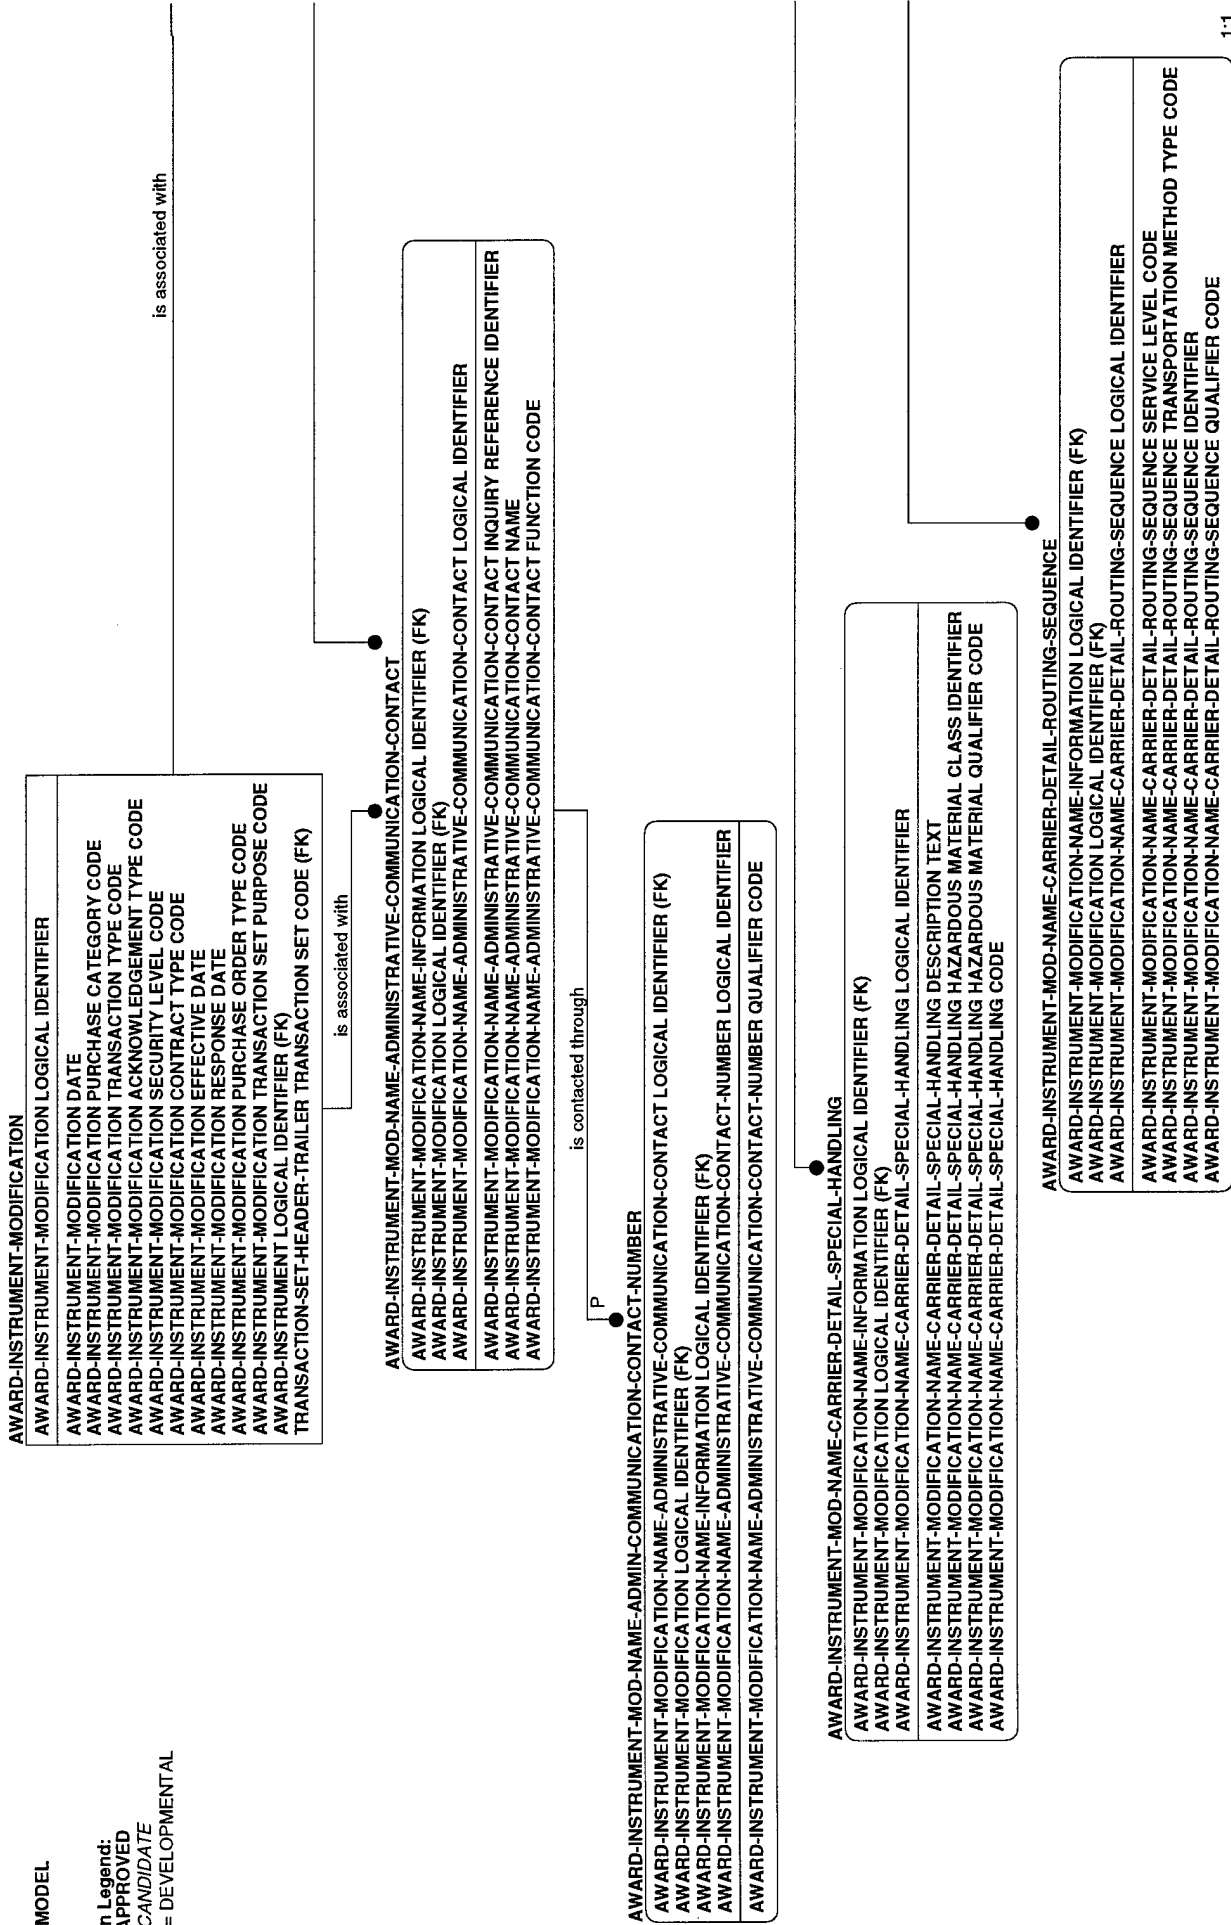 MODEL
n Legend:
APPROVED
CANDIDATE
= DEVELOPMENTAL
AWARD-INSTRUMENT-MODIFICATION
AWARD-INSTRUMENT-MODIFICATION LOGICAL IDENTIFIER
AWARD-INSTRUMENT-MODIFICATION DATE
AWARD-INSTRUMENT-MODIFICATION PURCHASE CATEGORY CODE
AWARD-INSTRUMENT-MODIFICATION TRANSACTION TYPE CODE
AWARD-INSTRUMENT-MODIFICATION ACKNOWLEDGEMENT TYPE CODE
AWARD-INSTRUMENT-MODIFICATION SECURITY LEVEL CODE
AWARD-INSTRUMENT-MODIFICATION CONTRACT TYPE CODE
AWARD-INSTRUMENT-MODIFICATION EFFECTIVE DATE
AWARD-INSTRUMENT-MODIFICATION RESPONSE DATE
AWARD-INSTRUMENT-MODIFICATION PURCHASE ORDER TYPE CODE
AWARD-INSTRUMENT-MODIFICATION TRANSACTION SET PURPOSE CODE
AWARD-INSTRUMENT LOGICAL IDENTIFIER (FK)
TRANSACTION-SET-HEADER-TRAILER TRANSACTION SET CODE (FK)
is associated with
is associated with
AWARD-INSTRUMENT-MOD-NAME-ADMINISTRATIVE-COMMUNICATION-CONTACT
AWARD-INSTRUMENT-MODIFICATION-NAME-INFORMATION LOGICAL IDENTIFIER (FK)
AWARD-INSTRUMENT-MODIFICATION LOGICAL IDENTIFIER (FK)
AWARD-INSTRUMENT-MODIFICATION-NAME-ADMINISTRATIVE-COMMUNICATION-CONTACT LOGICAL IDENTIFIER
AWARD-INSTRUMENT-MODIFICATION-NAME-ADMINISTRATIVE-COMMUNICATION-CONTACT INQUIRY REFERENCE IDENTIFIER
AWARD-INSTRUMENT-MODIFICATION-NAME-ADMINISTRATIVE-COMMUNICATION-CONTACT NAME
AWARD-INSTRUMENT-MODIFICATION-NAME-ADMINISTRATIVE-COMMUNICATION-CONTACT FUNCTION CODE
is contacted through
P
AWARD-INSTRUMENT-MOD-NAME-ADMIN-COMMUNICATION-CONTACT-NUMBER
AWARD-INSTRUMENT-MODIFICATION-NAME-ADMINISTRATIVE-COMMUNICATION-CONTACT LOGICAL IDENTIFIER (FK)
AWARD-INSTRUMENT-MODIFICATION LOGICAL IDENTIFIER (FK)
AWARD-INSTRUMENT-MODIFICATION-NAME-INFORMATION LOGICAL IDENTIFIER (FK)
AWARD-INSTRUMENT-MODIFICATION-NAME-ADMINISTRATIVE-COMMUNICATION-CONTACT-NUMBER LOGICAL IDENTIFIER
AWARD-INSTRUMENT-MODIFICATION-NAME-ADMINISTRATIVE-COMMUNICATION-CONTACT-NUMBER QUALIFIER CODE
AWARD-INSTRUMENT-MOD-NAME-CARRIER-DETAIL-SPECIAL-HANDLING
AWARD-INSTRUMENT-MODIFICATION-NAME-INFORMATION LOGICAL IDENTIFIER (FK)
AWARD-INSTRUMENT-MODIFICATION LOGICAL IDENTIFIER (FK)
AWARD-INSTRUMENT-MODIFICATION-NAME-CARRIER-DETAIL-SPECIAL-HANDLING LOGICAL IDENTIFIER
AWARD-INSTRUMENT-MODIFICATION-NAME-CARRIER-DETAIL-SPECIAL-HANDLING DESCRIPTION TEXT
AWARD-INSTRUMENT-MODIFICATION-NAME-CARRIER-DETAIL-SPECIAL-HANDLING HAZARDOUS MATERIAL CLASS IDENTIFIER
AWARD-INSTRUMENT-MODIFICATION-NAME-CARRIER-DETAIL-SPECIAL-HANDLING HAZARDOUS MATERIAL QUALIFIER CODE
AWARD-INSTRUMENT-MODIFICATION-NAME-CARRIER-DETAIL-SPECIAL-HANDLING CODE
AWARD-INSTRUMENT-MOD-NAME-CARRIER-DETAIL-ROUTING-SEQUENCE
AWARD-INSTRUMENT-MODIFICATION-NAME-INFORMATION LOGICAL IDENTIFIER (FK)
AWARD-INSTRUMENT-MODIFICATION LOGICAL IDENTIFIER (FK)
AWARD-INSTRUMENT-MODIFICATION-NAME-CARRIER-DETAIL-ROUTING-SEQUENCE LOGICAL IDENTIFIER
AWARD-INSTRUMENT-MODIFICATION-NAME-CARRIER-DETAIL-ROUTING-SEQUENCE SERVICE LEVEL CODE
AWARD-INSTRUMENT-MODIFICATION-NAME-CARRIER-DETAIL-ROUTING-SEQUENCE TRANSPORTATION METHOD TYPE CODE
AWARD-INSTRUMENT-MODIFICATION-NAME-CARRIER-DETAIL-ROUTING-SEQUENCE IDENTIFIER
AWARD-INSTRUMENT-MODIFICATION-NAME-CARRIER-DETAIL-ROUTING-SEQUENCE QUALIFIER CODE
1:1